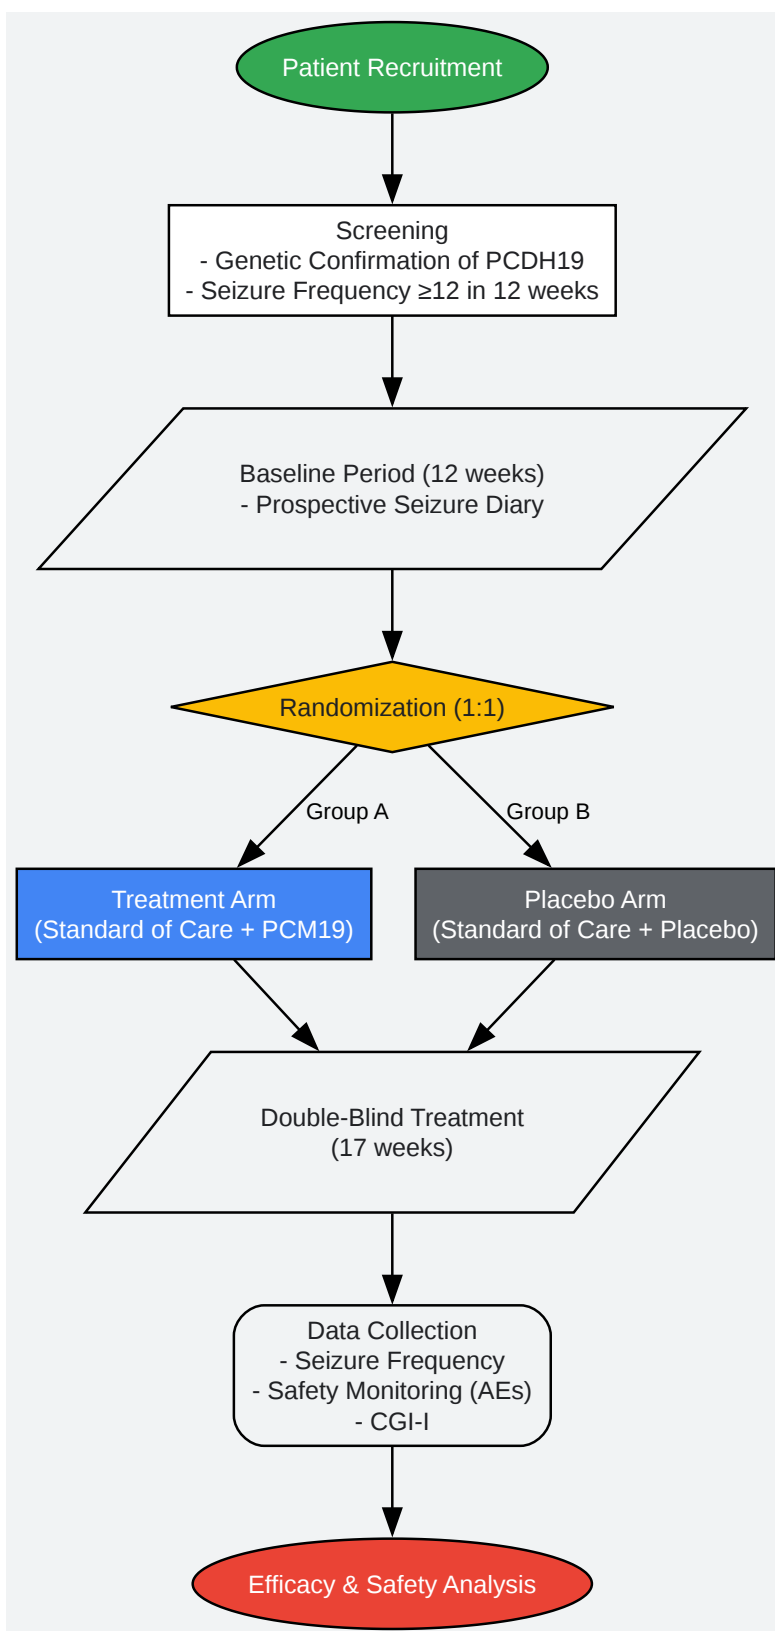 Patient Recruitment
Screening
- Genetic Confirmation of PCDH19
- Seizure Frequency ≥12 in 12 weeks
Baseline Period (12 weeks)
- Prospective Seizure Diary
Randomization (1:1)
Group A
Group B
Treatment Arm
(Standard of Care + PCM19)
Placebo Arm
(Standard of Care + Placebo)
Double-Blind Treatment
(17 weeks)
Data Collection
- Seizure Frequency
- Safety Monitoring (AEs)
- CGI-I
Efficacy & Safety Analysis